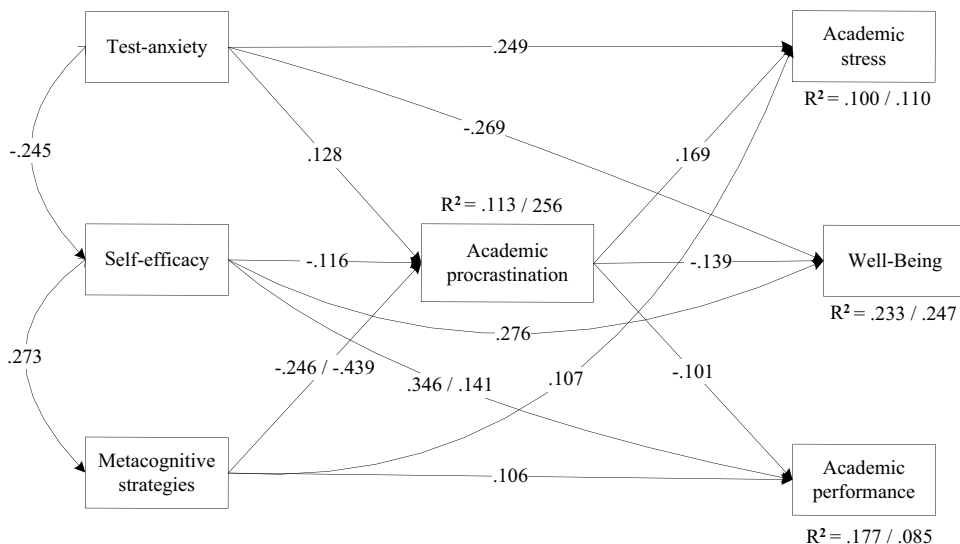 Test-anxiety
.249
Academic
stress
R² = .100 / .110
-.269
-.245
.128
.169
R² = .113 / 256
Self-efficacy
-.116
Academic
procrastination
-.139
Well-Being
R² = .233 / .247
.276
.273
-.246 / -.439
.346 / .141
.107
-.101
Metacognitive
strategies
.106
Academic
performance
R² = .177 / .085